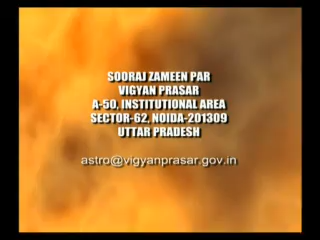 SOORAJ ZAMEEN PAR
VIGYAN PRASAR
A-50, INSTITUTIONAL AREA
SECTOR-62, NOIDA-201309
UTTAR PRADESH
astro@vigyanprasar.gov.in